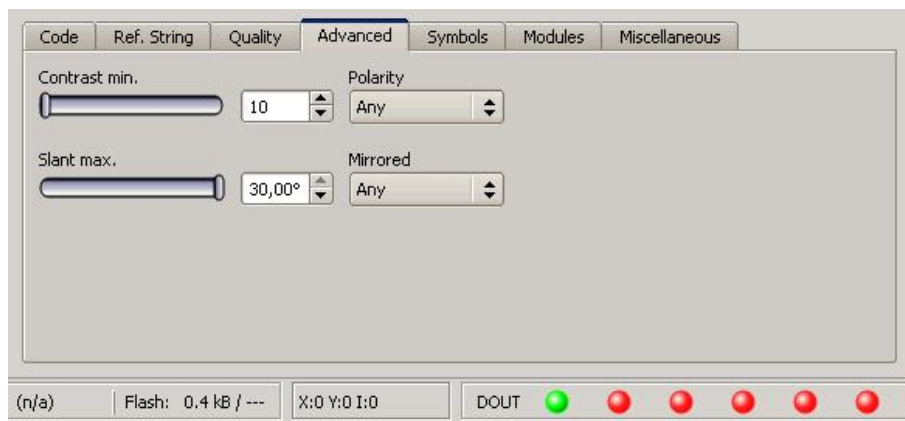 Code Ref. String Quality Advanced Symbols Modules Miscellaneous
Contrast min. Polarity
10 Any
Slant max. Mirrored
30,00° Any
(n/a) Flash: 0.4 kB / --- X:0 Y:0 I:0 DOUT